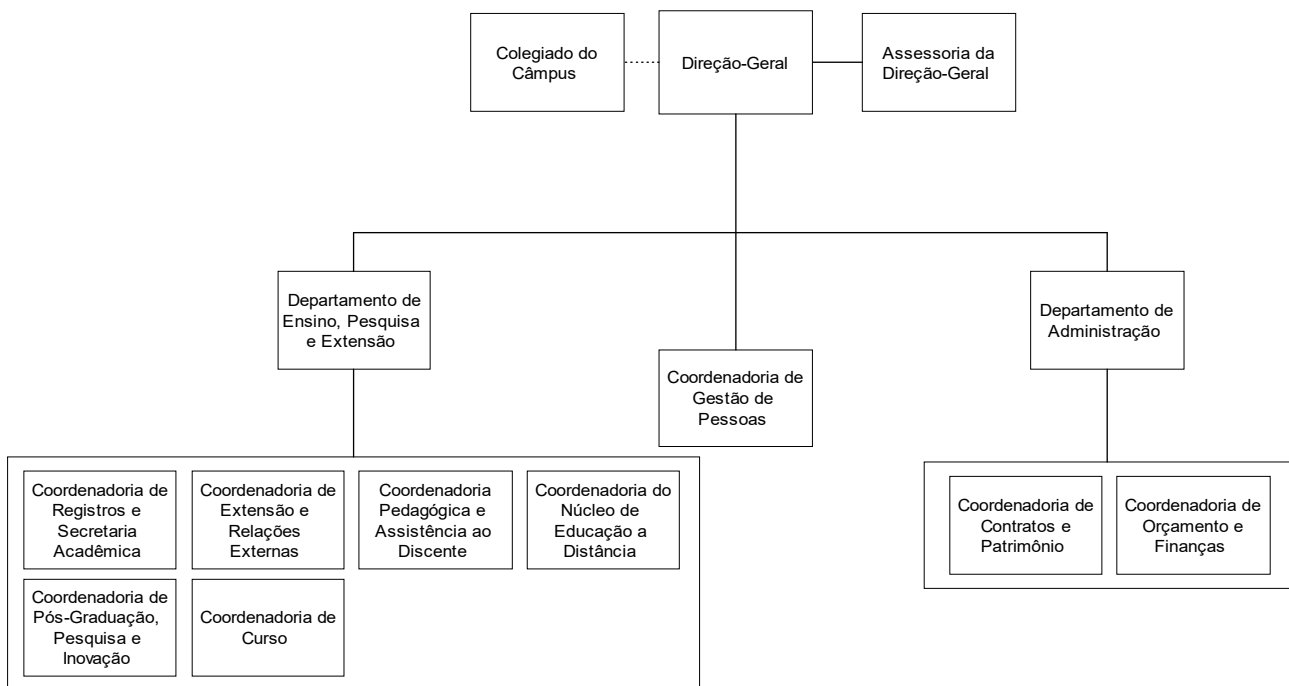 Colegiado do
Câmpus
Direção-Geral
Assessoria da
Direção-Geral
Departamento de
Ensino, Pesquisa
e Extensão
Coordenadoria de
Gestão de
Pessoas
Departamento de
Administração
Coordenadoria de
Registros e
Secretaria
Acadêmica
Coordenadoria de
Extensão e
Relações
Externas
Coordenadoria
Pedagógica e
Assistência ao
Discente
Coordenadoria do
Núcleo de
Educação a
Distância
Coordenadoria de
Pós-Graduação,
Pesquisa e
Inovação
Coordenadoria de
Curso
Coordenadoria de
Contratos e
Patrimônio
Coordenadoria de
Orçamento e
Finanças